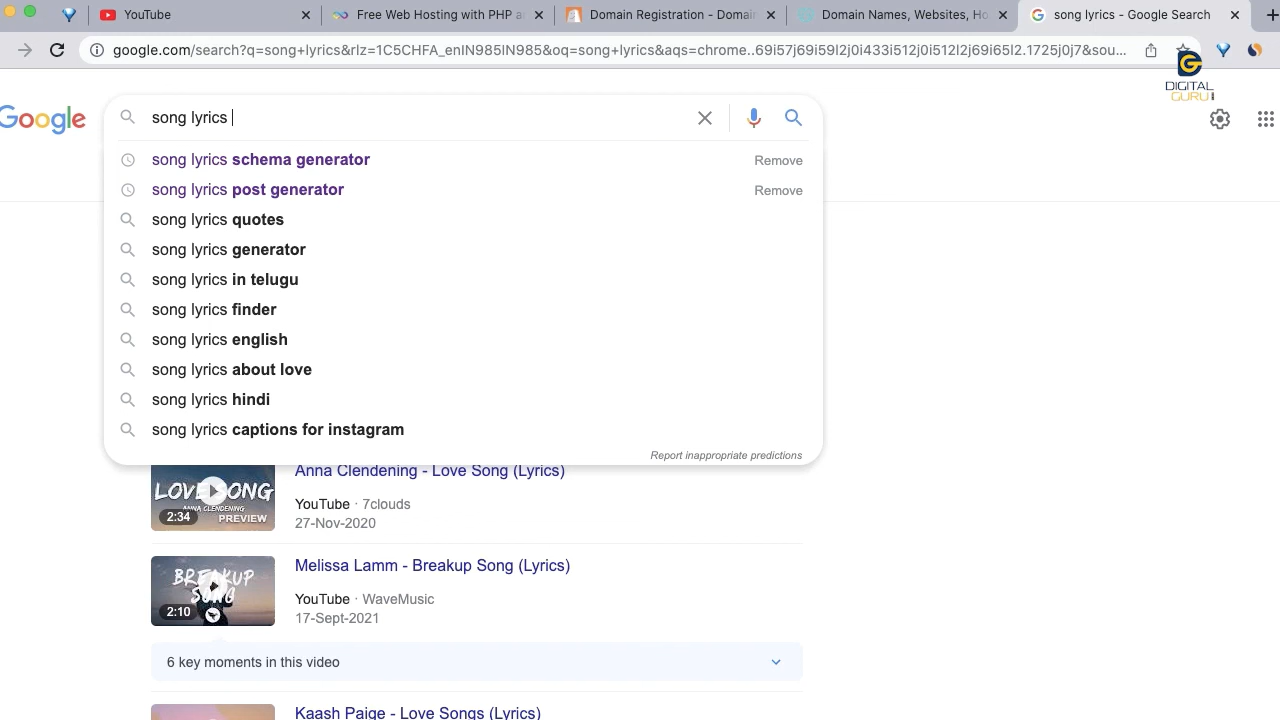 YouTube
Free Web Hosting with PHP a
Domain Registration - Domai
Domain Names, Websites, Ho
song lyrics - Google Search
google.com/search?q=song+lyrics&rlz=1C5CHFA_enIN985IN985&oq=song+lyrics&aqs=chrome..69i57j69i59l2j0i433i512j0i512l2j69i65l2.1725j0j7&sou...
DIGITAL
GURU
Google
song lyrics
song lyrics schema generator
Remove
song lyrics post generator
Remove
song lyrics quotes
song lyrics generator
song lyrics in telugu
song lyrics finder
song lyrics english
song lyrics about love
song lyrics hindi
song lyrics captions for instagram
Report inappropriate predictions
Anna Clendening - Love Song (Lyrics)
LOVE SONG
ANNA CLENDENING
2:34
PREVIEW
YouTube · 7clouds
27-Nov-2020
Melissa Lamm - Breakup Song (Lyrics)
BREAKUP
SONG
2:10
YouTube · WaveMusic
17-Sept-2021
6 key moments in this video
Kaash Paige - Love Songs (Lyrics)